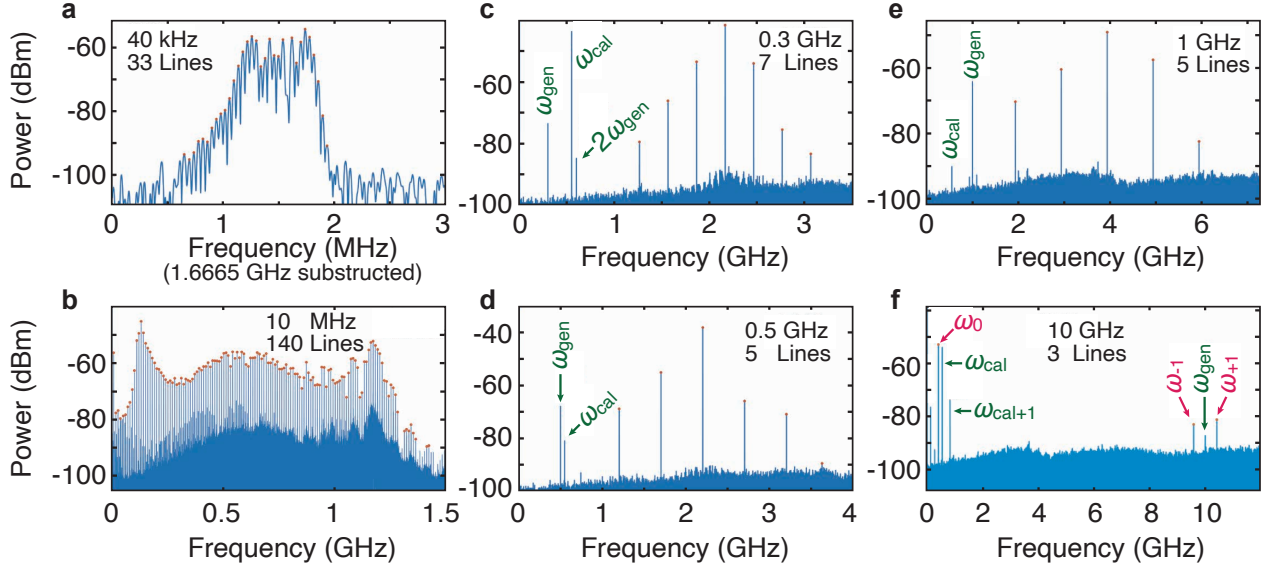 a
40 kHz
33 Lines
Power (dBm)
-60
-80
-100
0
1
2
3
Frequency (MHz)
(1.6665 GHz substructed)
b
10 MHz
140 Lines
Power (dBm)
-60
-80
-100
0
0.5
1
1.5
Frequency (GHz)
c
0.3 GHz
7 Lines
ωgen
ωcal
2ωgen
-60
-80
-100
0
1
2
3
Frequency (GHz)
d
0.5 GHz
5 Lines
ωgen
ωcal
-40
-60
-80
-100
0
1
2
3
4
Frequency (GHz)
e
1 GHz
5 Lines
ωgen
ωcal
-60
-80
-100
0
2
4
6
Frequency (GHz)
f
10 GHz
3 Lines
ω0
ωcal
ωcal+1
ω-1
ωgen
ω+1
-60
-80
-100
0
2
4
6
8
10
Frequency (GHz)